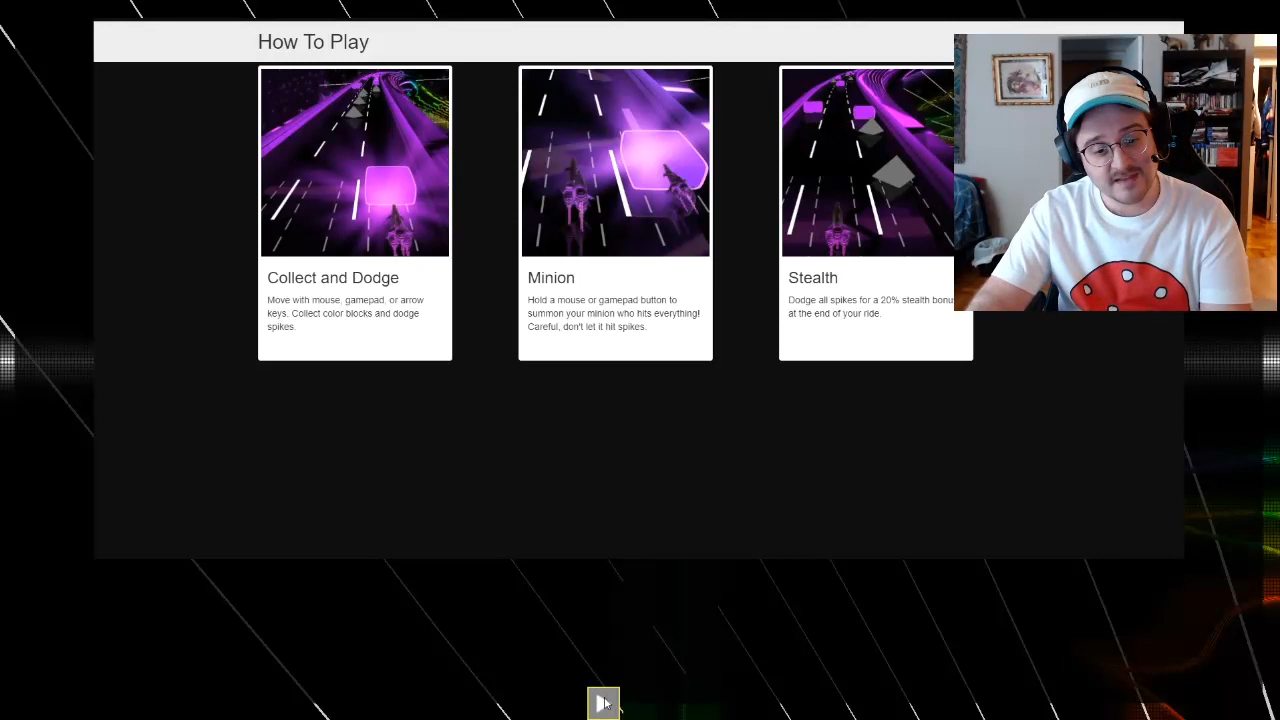 How To Play
Collect and Dodge
Move with mouse, gamepad, or arrow
keys. Collect color blocks and dodge
spikes.
Minion
Hold a mouse or gamepad button to
summon your minion who hits everything!
Careful, don't let it hit spikes.
Stealth
Dodge all spikes for a 20% stealth
at the end of your ride.